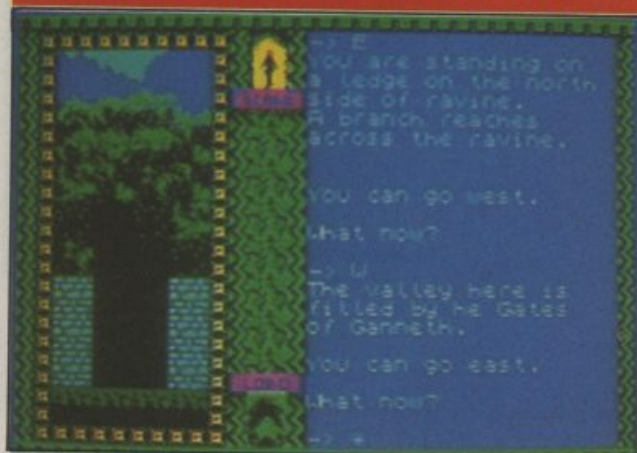 -> E
You are standing on
a ledge on the north
side of ravine.
A branch reaches
across the ravine.
You can go west.
What now?
-> W
The valley here is
filled by he Gates
of Ganneth.
You can go east.
What now?
-> +
LOAD